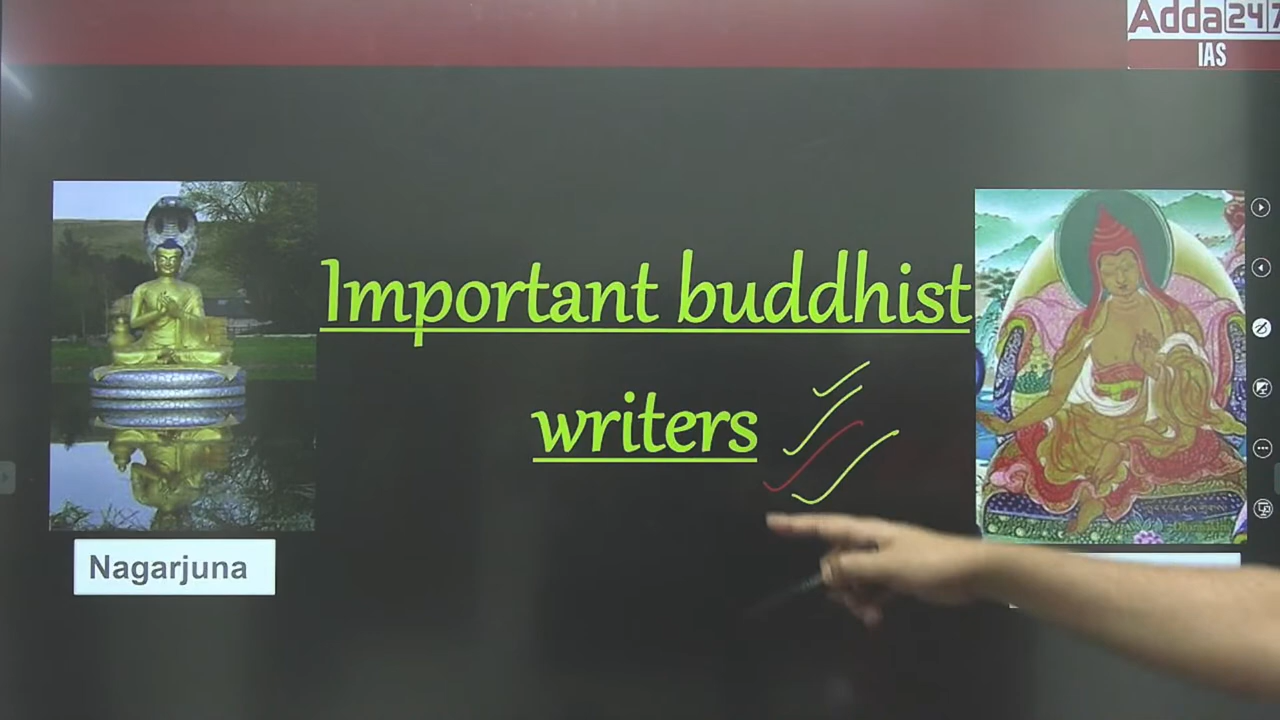 Adda247
IAS
Important buddhist
writers
Nagarjuna